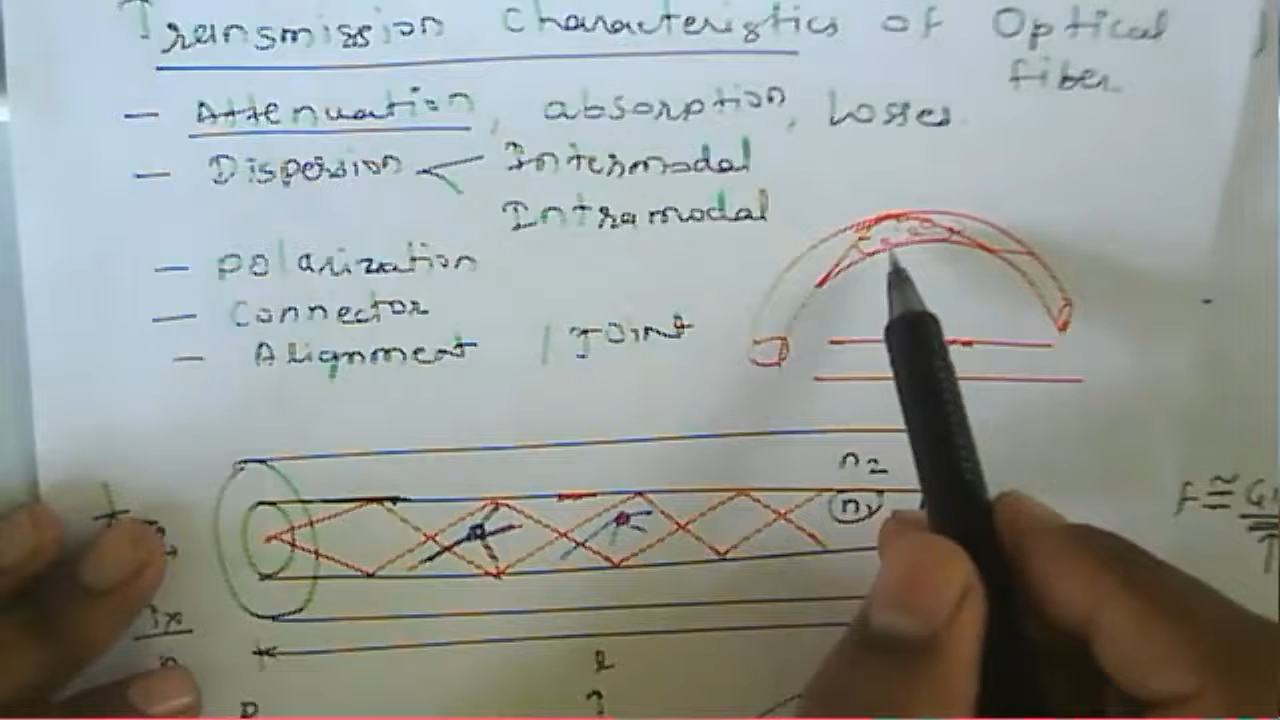 Transmission Characteristics of Optical
fiber
- Attenuation, absorption, Losses
- Dispersion < Intermodal
Intramodal
- polarization
- Connector
- Alignment / Joint
n2
n1
l
P